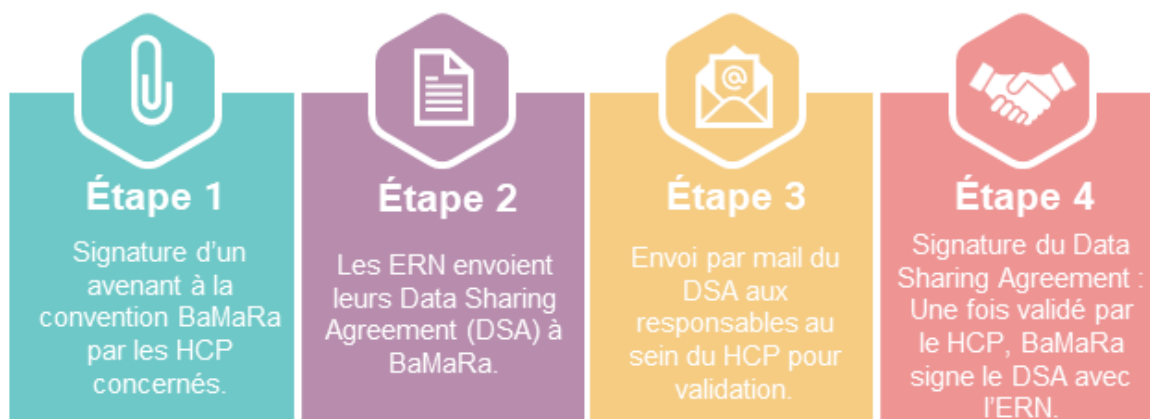 Étape 1
Signature d'un
avenant à la
convention BaMaRa
par les HCP
concernés.
Étape 2
Les ERN envoient
leurs Data Sharing
Agreement (DSA) à
BaMaRa.
@
Étape 3
Envoi par mail du
DSA aux
responsables au
sein du HCP pour
validation.
Étape 4
Signature du Data
Sharing Agreement :
Une fois validé par
le HCP, BaMaRa
signe le DSA avec
l'ERN.